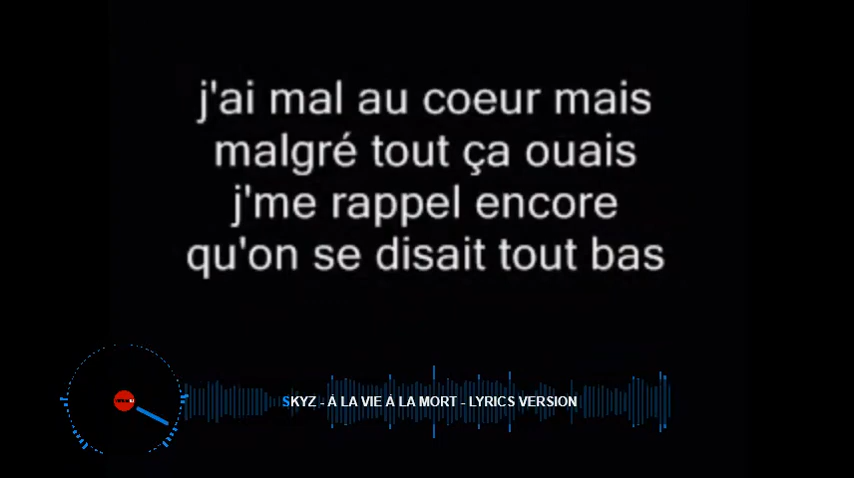 j'ai mal au coeur mais
malgré tout ça ouais
j'me rappel encore
qu'on se disait tout bas
SKYZ - À LA VIE À LA MORT - LYRICS VERSION